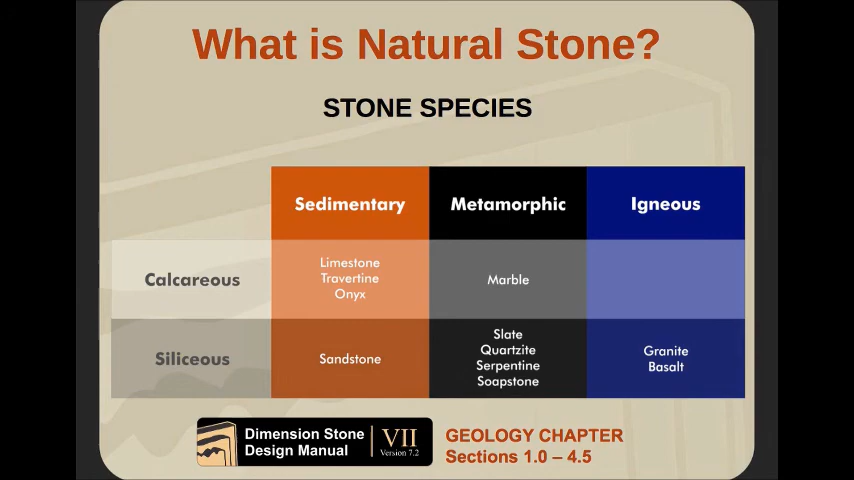 What is Natural Stone?
STONE SPECIES
Sedimentary
Metamorphic
Igneous
Calcareous
Limestone
Travertine
Onyx
Marble
Siliceous
Sandstone
Slate
Quartzite
Serpentine
Soapstone
Granite
Basalt
Dimension Stone
Design Manual
VII
Version 7.2
GEOLOGY CHAPTER
Sections 1.0 – 4.5